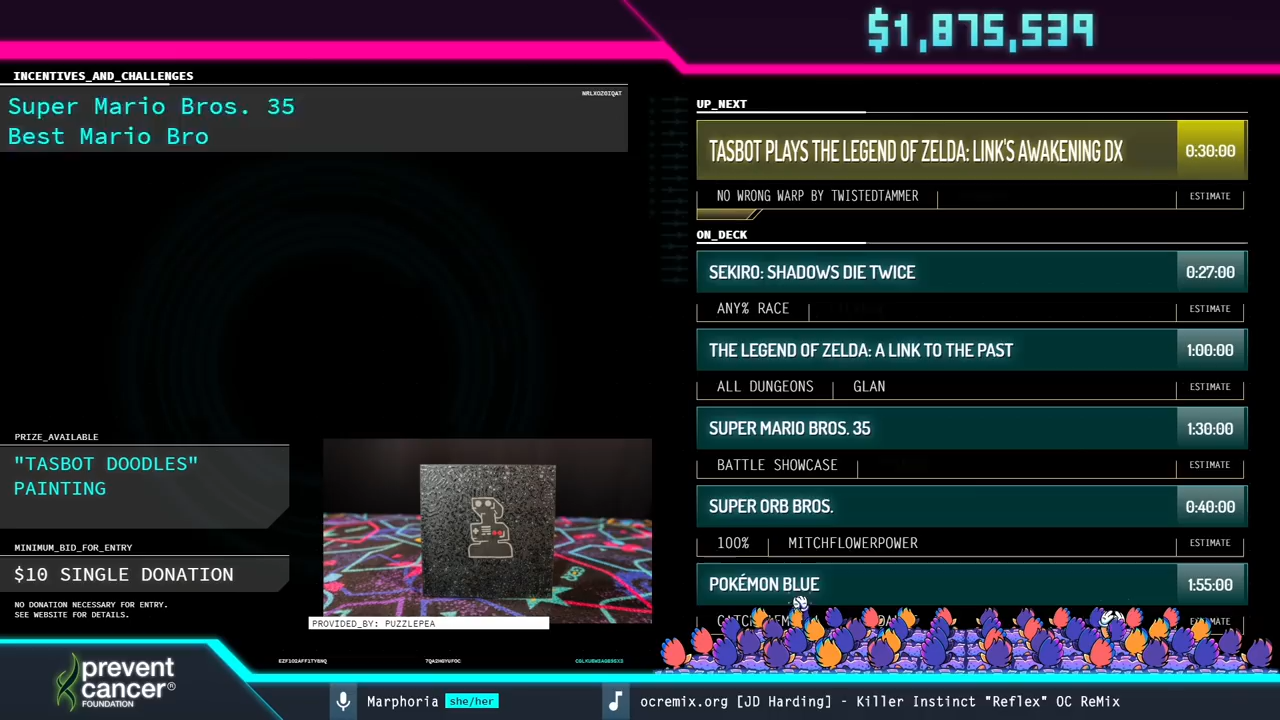 $1,875,539
INCENTIVES_AND_CHALLENGES
Super Mario Bros. 35
Best Mario Bro
UP_NEXT
TASBOT PLAYS THE LEGEND OF ZELDA: LINK'S AWAKENING DX
0:30:00
NO WRONG WARP BY TWISTEDTAMMER
ESTIMATE
ON_DECK
SEKIRO: SHADOWS DIE TWICE
0:27:00
ANY% RACE
ESTIMATE
THE LEGEND OF ZELDA: A LINK TO THE PAST
1:00:00
ALL DUNGEONS
GLAN
ESTIMATE
SUPER MARIO BROS. 35
1:30:00
BATTLE SHOWCASE
ESTIMATE
SUPER ORB BROS.
0:40:00
100%
MITCHFLOWERPOWER
ESTIMATE
POKÉMON BLUE
1:55:00
PRIZE_AVAILABLE
"TASBOT DOODLES"
PAINTING
MINIMUM_BID_FOR_ENTRY
$10 SINGLE DONATION
NO DONATION NECESSARY FOR ENTRY.
SEE WEBSITE FOR DETAILS.
PROVIDED_BY: PUZZLEPEA
prevent
cancer®
FOUNDATION
Marphoria she/her
ocremix.org [JD Harding] - Killer Instinct "Reflex" OC ReMix